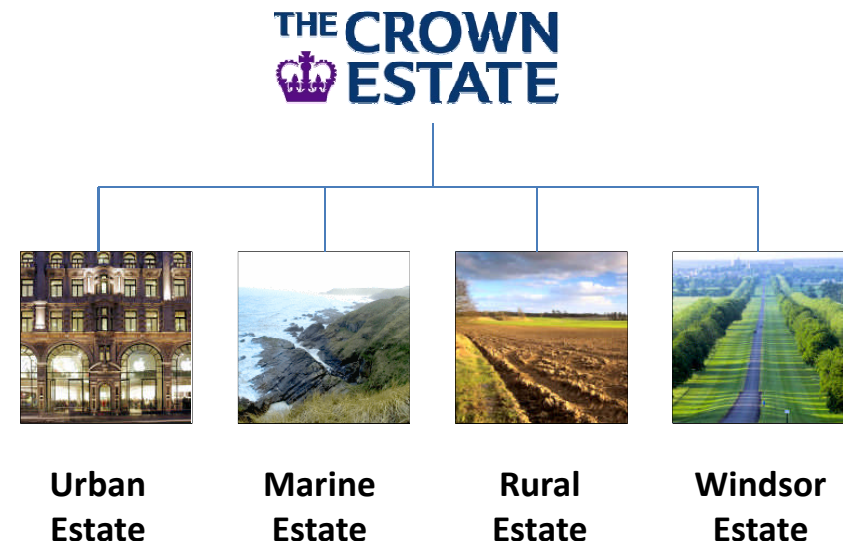 THE CROWN
ESTATE
Urban
Estate
Marine
Estate
Rural
Estate
Windsor
Estate